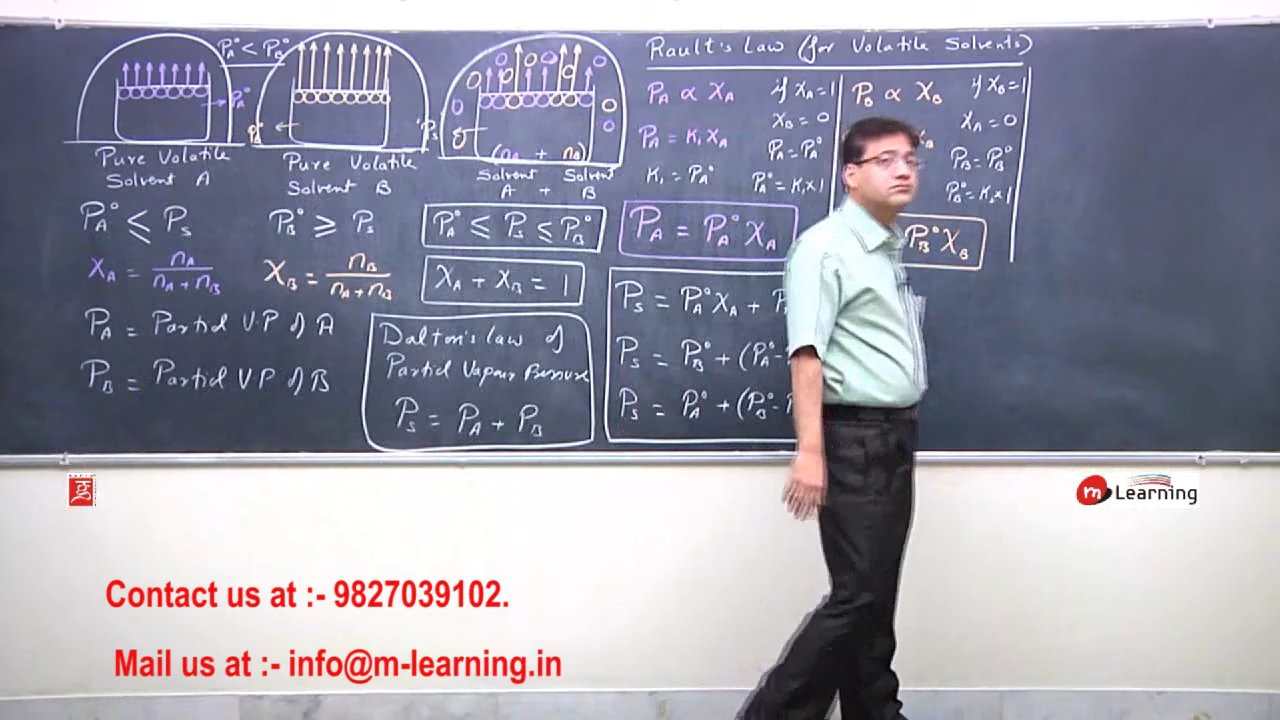 P°A < P°B
P°A
P°B
Ps
(nA + nB)
Pure Volatile
Solvent A
Pure Volatile
Solvent B
Solvent Solvent
A + B
P°A ≤ Ps
P°B ≥ Ps
P°A ≤ Ps ≤ P°B
XA = nA / nA + nB
XB = nB / nA + nB
XA + XB = 1
PA = Partial V.P of A
PB = Partial VP of B
Dalton's law of
Partial Vapour Pressure
Ps = PA + PB
Rault's Law (for Volatile Solvents)
PA ∝ XA if XA = 1
XB = 0
PA = K1 XA
PA = P°A
K1 = P°A
P°A = K1 × 1
PA = P°A XA
PB ∝ XB if XB = 1
XA = 0
XB
PB = P°B
P°B = K2 × 1
P°B XB
Ps = P°A XA + P
Ps = P°B + (P°A -
Ps = P°A + (P°B - P
m Learning
Contact us at :- 9827039102.
Mail us at :- info@m-learning.in